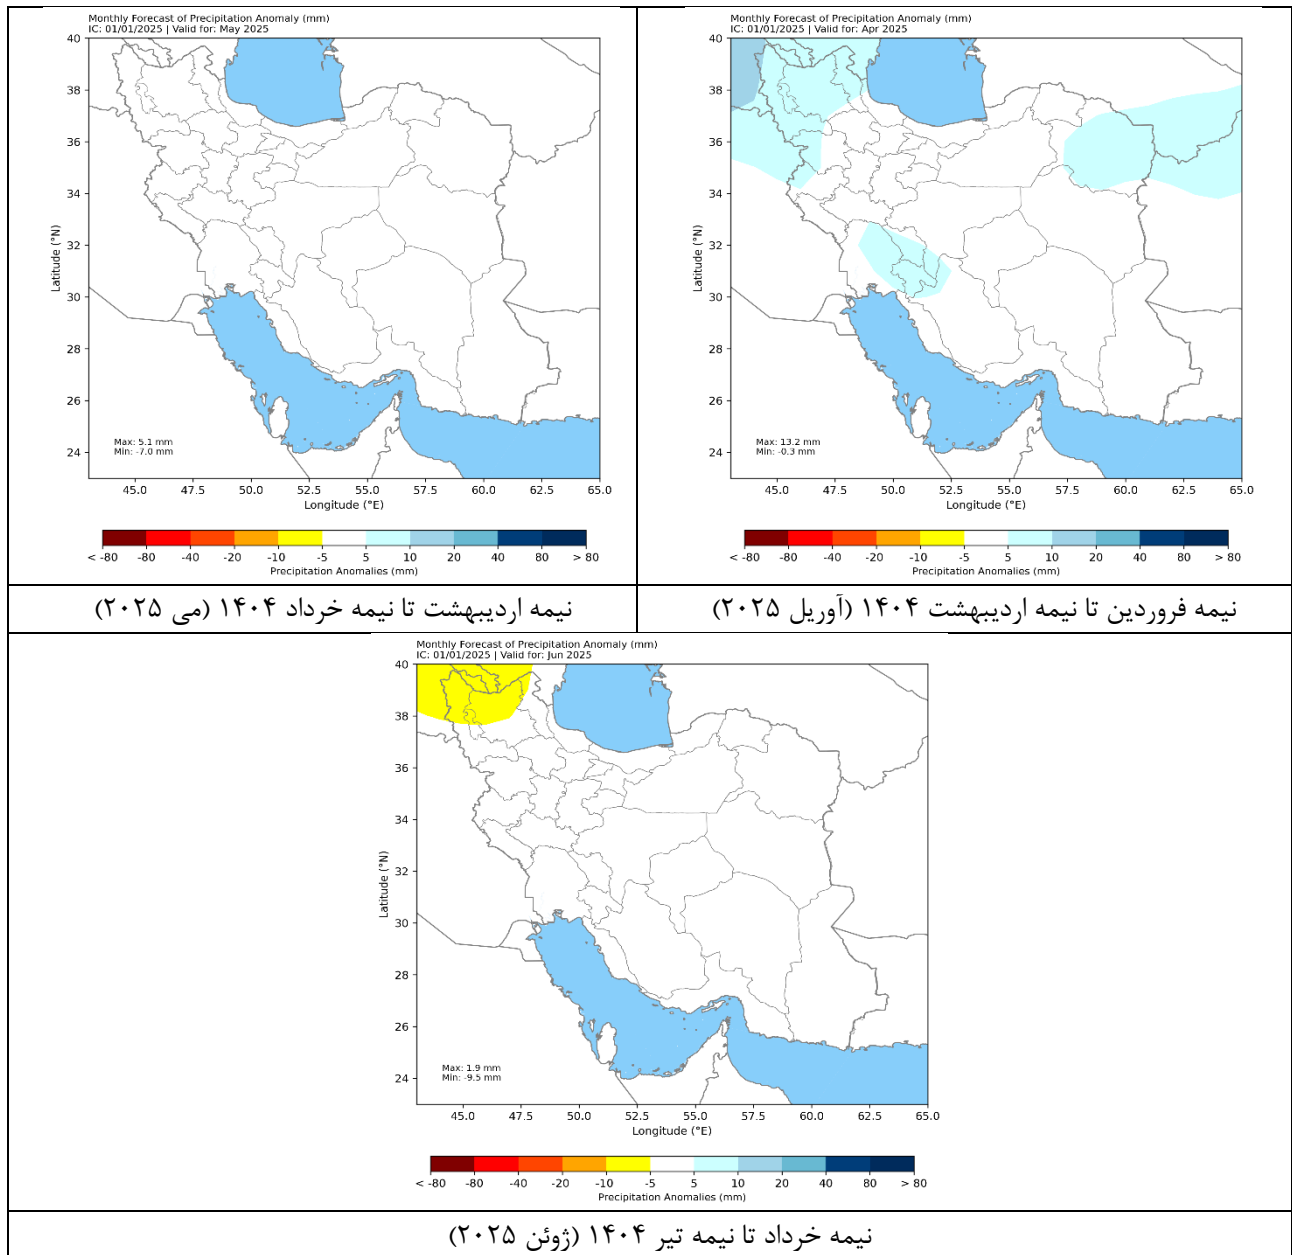 Monthly Forecast of Precipitation Anomaly (mm)
IC: 01/01/2025 | Valid for: May 2025
40
38
36
34
32
30
28
26
24
Latitude (°N)
Max: 5.1 mm
Min: -7.0 mm
45.0 47.5 50.0 52.5 55.0 57.5 60.0 62.5 65.0
Longitude (°E)
< -80 -80 -40 -20 -10 -5 5 10 20 40 80 > 80
Precipitation Anomalies (mm)
نیمه اردیبهشت تا نیمه خرداد ۱۴۰۴ (می ۲۰۲۵)
Monthly Forecast of Precipitation Anomaly (mm)
IC: 01/01/2025 | Valid for: Apr 2025
40
38
36
34
32
30
28
26
24
Latitude (°N)
Max: 13.2 mm
Min: -0.3 mm
45.0 47.5 50.0 52.5 55.0 57.5 60.0 62.5 65.0
Longitude (°E)
< -80 -80 -40 -20 -10 -5 5 10 20 40 80 > 80
Precipitation Anomalies (mm)
نیمه فروردین تا نیمه اردیبهشت ۱۴۰۴ (آوریل ۲۰۲۵)
Monthly Forecast of Precipitation Anomaly (mm)
IC: 01/01/2025 | Valid for: Jun 2025
40
38
36
34
32
30
28
26
24
Latitude (°N)
Max: 1.9 mm
Min: -9.5 mm
45.0 47.5 50.0 52.5 55.0 57.5 60.0 62.5 65.0
Longitude (°E)
< -80 -80 -40 -20 -10 -5 5 10 20 40 80 > 80
Precipitation Anomalies (mm)
نیمه خرداد تا نیمه تیر ۱۴۰۴ (ژوئن ۲۰۲۵)